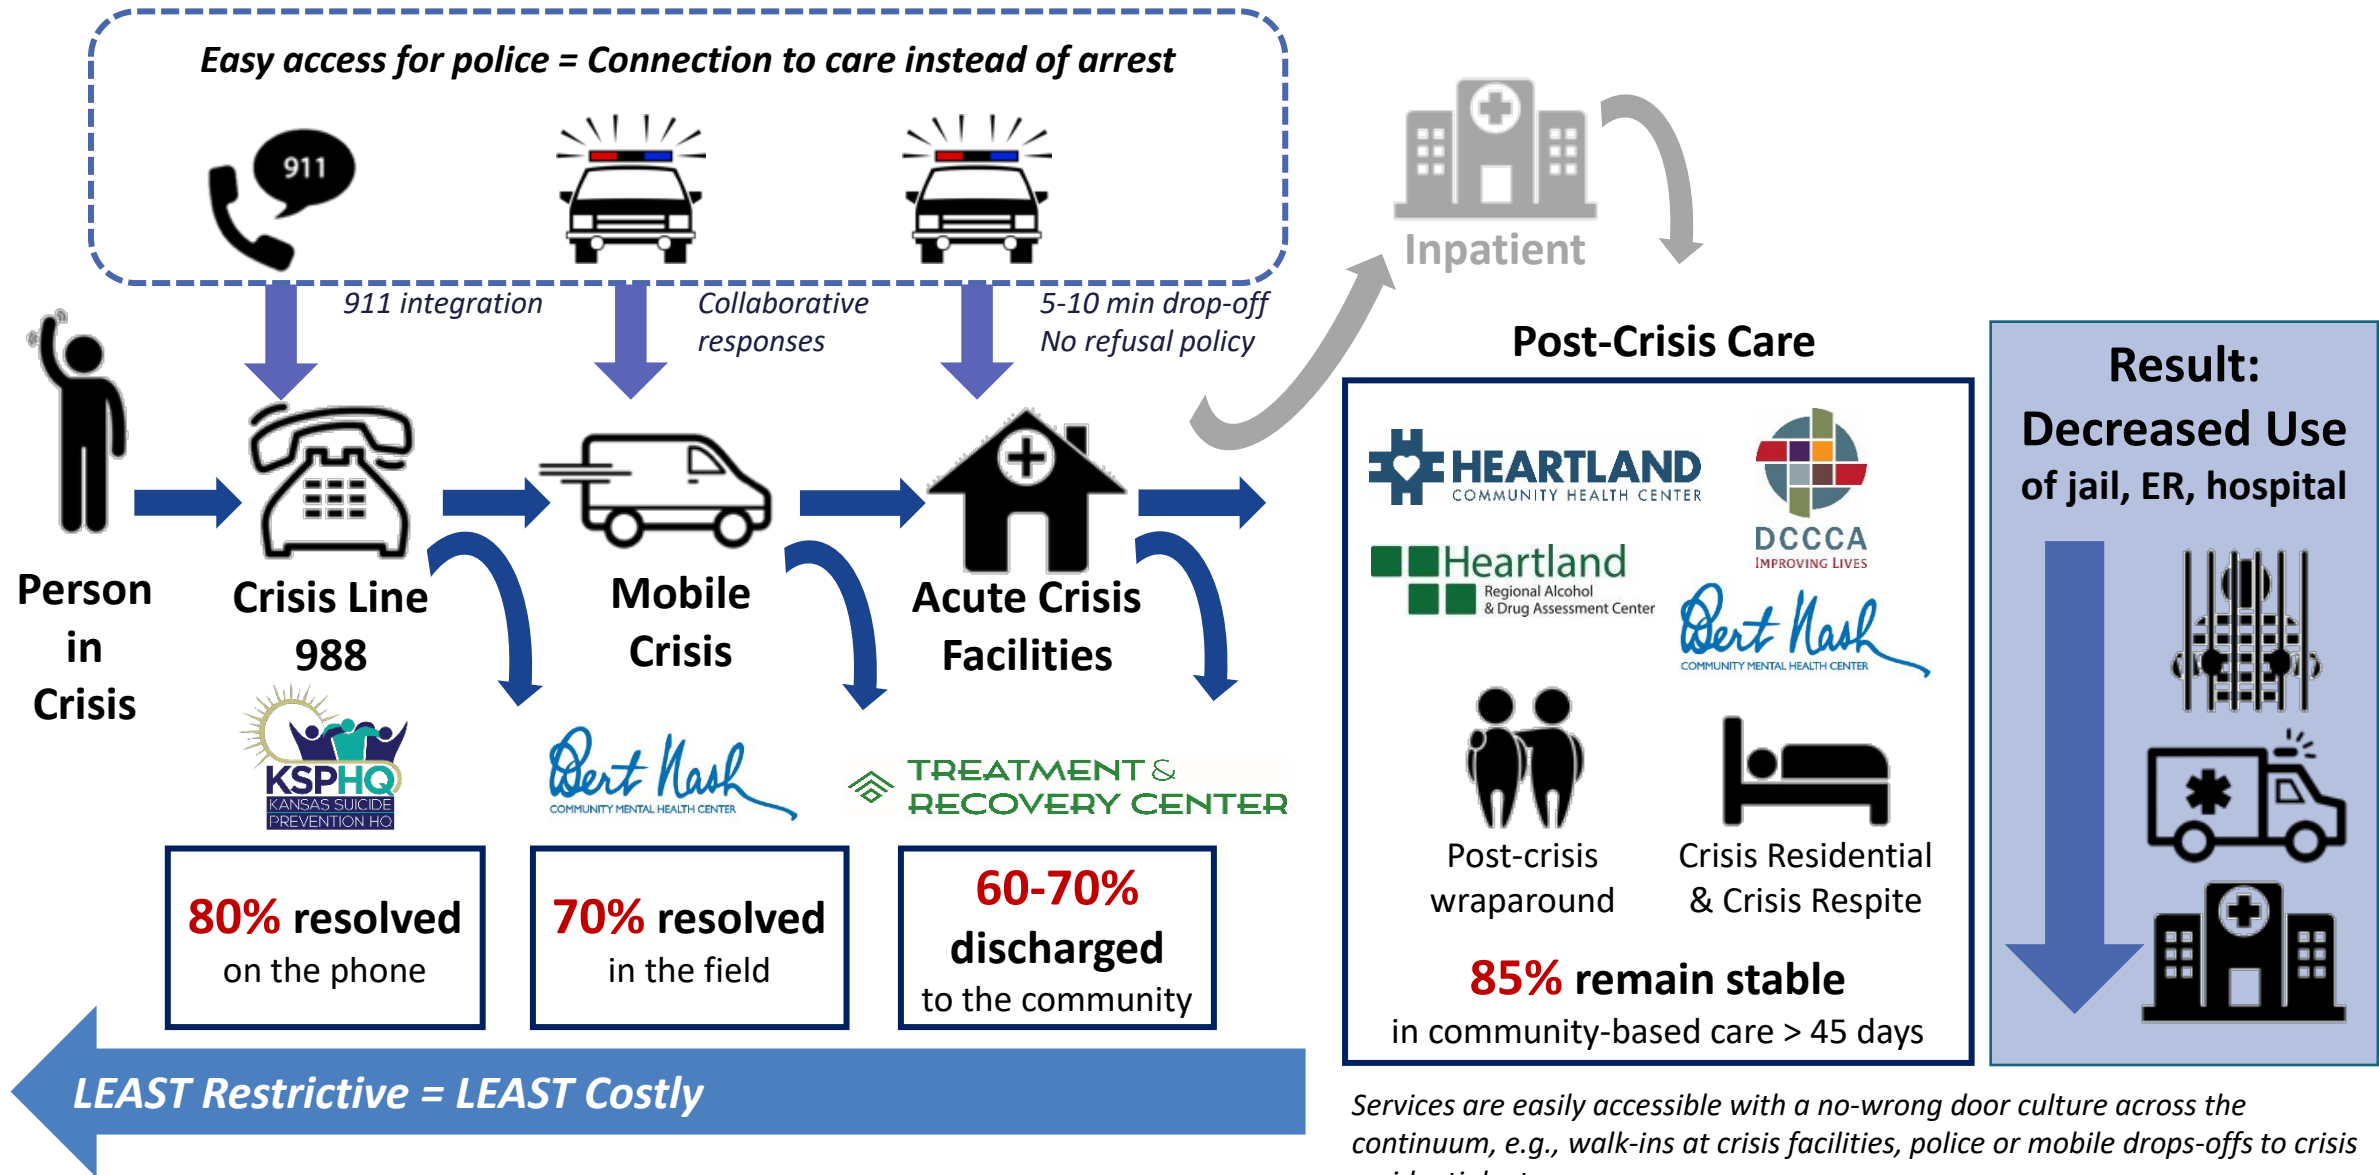 Easy access for police = Connection to care instead of arrest
911
911 integration
Collaborative
responses
5-10 min drop-off
No refusal policy
Inpatient
Person
in
Crisis
Crisis Line
988
Mobile
Crisis
Acute Crisis
Facilities
KSPHQ
KANSAS SUICIDE
PREVENTION HQ
Bert Nash
COMMUNITY MENTAL HEALTH CENTER
TREATMENT &
RECOVERY CENTER
80% resolved
on the phone
70% resolved
in the field
60-70%
discharged
to the community
LEAST Restrictive = LEAST Costly
Post-Crisis Care
HEARTLAND
COMMUNITY HEALTH CENTER
DCCCA
IMPROVING LIVES
Heartland
Regional Alcohol
& Drug Assessment Center
Bert Nash
COMMUNITY MENTAL HEALTH CENTER
Post-crisis
wraparound
Crisis Residential
& Crisis Respite
85% remain stable
in community-based care > 45 days
Result:
Decreased Use
of jail, ER, hospital
Services are easily accessible with a no-wrong door culture across the
continuum, e.g., walk-ins at crisis facilities, police or mobile drops-offs to crisis